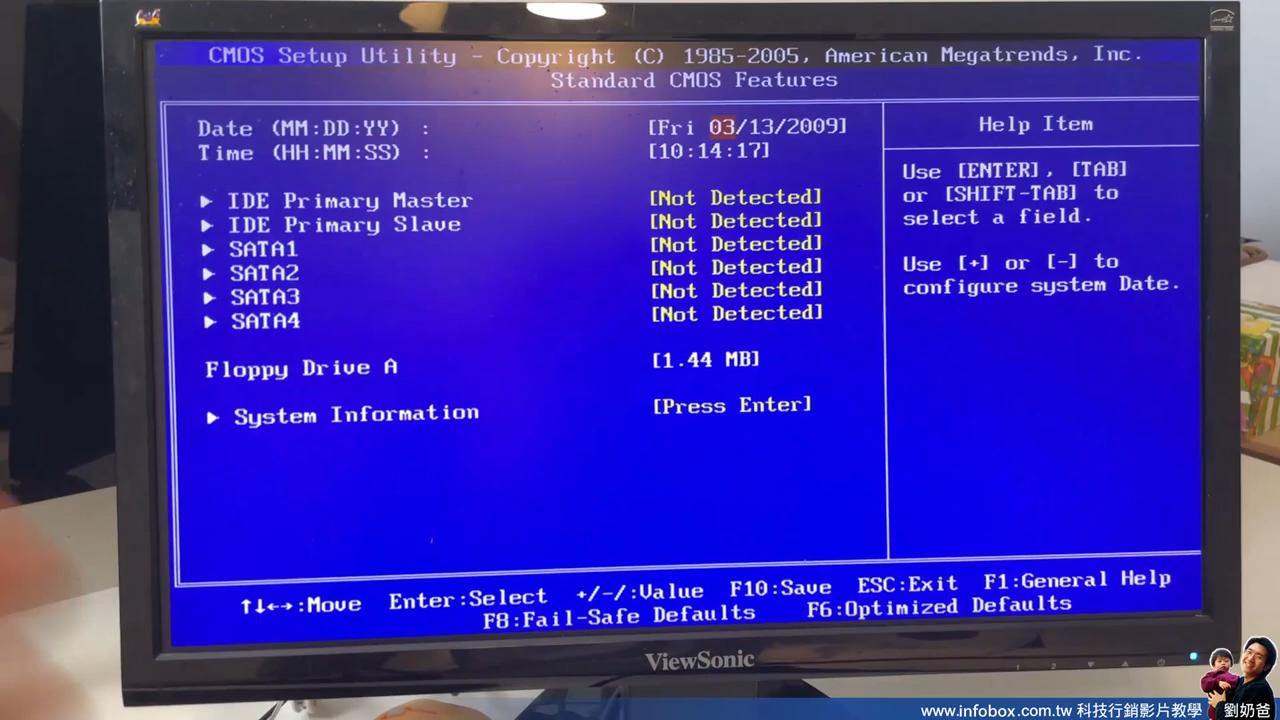 CMOS Setup Utility - Copyright (C) 1985-2005, American Megatrends, Inc.
Standard CMOS Features
Date (MM:DD:YY) : [Fri 03/13/2009]
Time (HH:MM:SS) : [10:14:17]
IDE Primary Master [Not Detected]
IDE Primary Slave [Not Detected]
SATA1 [Not Detected]
SATA2 [Not Detected]
SATA3 [Not Detected]
SATA4 [Not Detected]
Floppy Drive A [1.44 MB]
System Information [Press Enter]
Help Item
Use [ENTER], [TAB]
or [SHIFT-TAB] to
select a field.
Use [+] or [-] to
configure system Date.
↑↓←→:Move Enter:Select +/-/:Value F10:Save ESC:Exit F1:General Help
F8:Fail-Safe Defaults F6:Optimized Defaults
ViewSonic
1 2
www.infobox.com.tw 科技行銷影片教學 劉奶爸